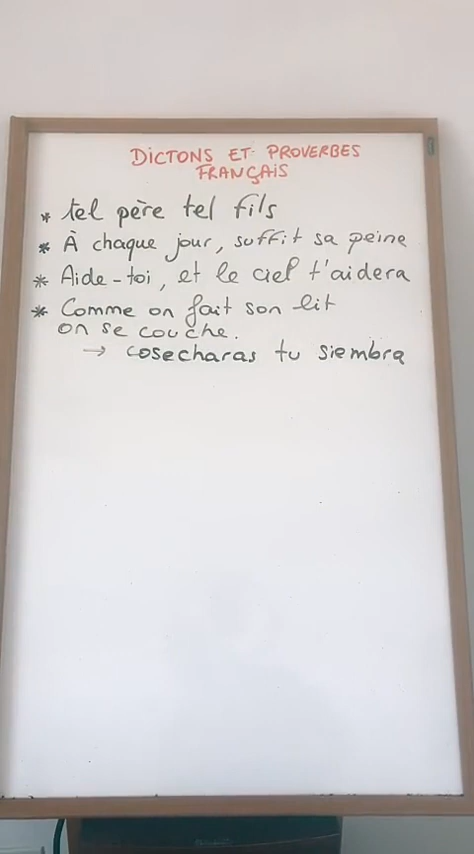 DICTONS ET PROVERBES
FRANÇAIS
* tel père tel fils
* À chaque jour, suffit sa peine
* Aide-toi, et le ciel t'aidera
* Comme on fait son lit
on se couche.
→ cosecharas tu siembra